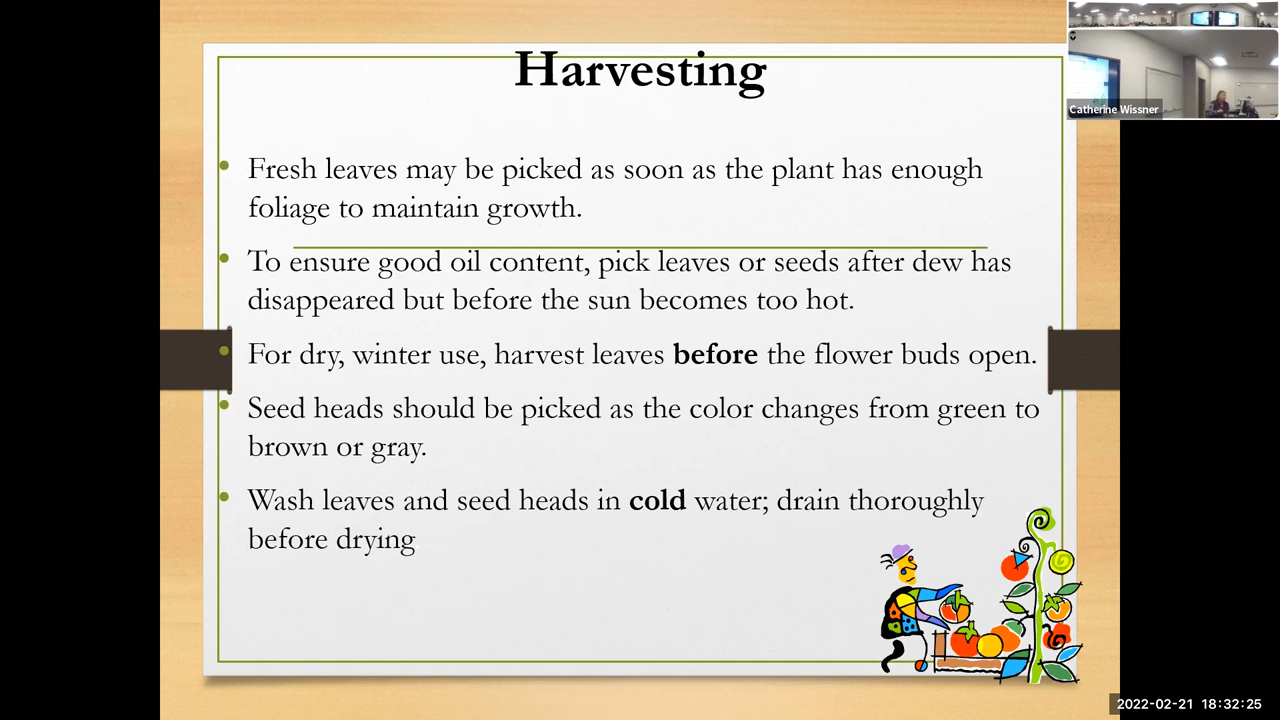 Harvesting
Catherine Wissner
• Fresh leaves may be picked as soon as the plant has enough
foliage to maintain growth.
• To ensure good oil content, pick leaves or seeds after dew has
disappeared but before the sun becomes too hot.
• For dry, winter use, harvest leaves before the flower buds open.
• Seed heads should be picked as the color changes from green to
brown or gray.
• Wash leaves and seed heads in cold water; drain thoroughly
before drying
2022-02-21 18:32:25